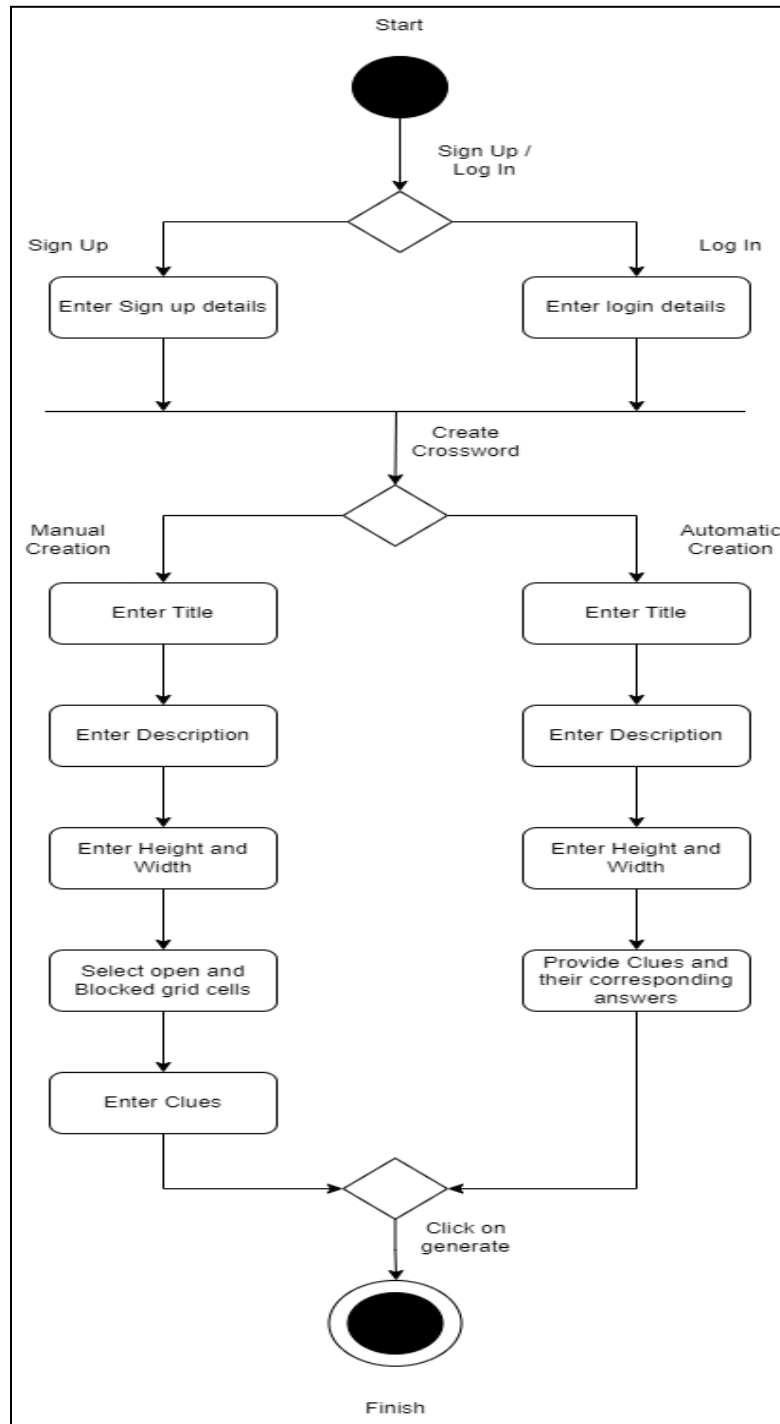 Start
Sign Up /
Log In
Sign Up
Log In
Enter Sign up details
Enter login details
Create
Crossword
Manual
Creation
Automatic
Creation
Enter Title
Enter Title
Enter Description
Enter Description
Enter Height and
Width
Enter Height and
Width
Select open and
Blocked grid cells
Provide Clues and
their corresponding
answers
Enter Clues
Click on
generate
Finish